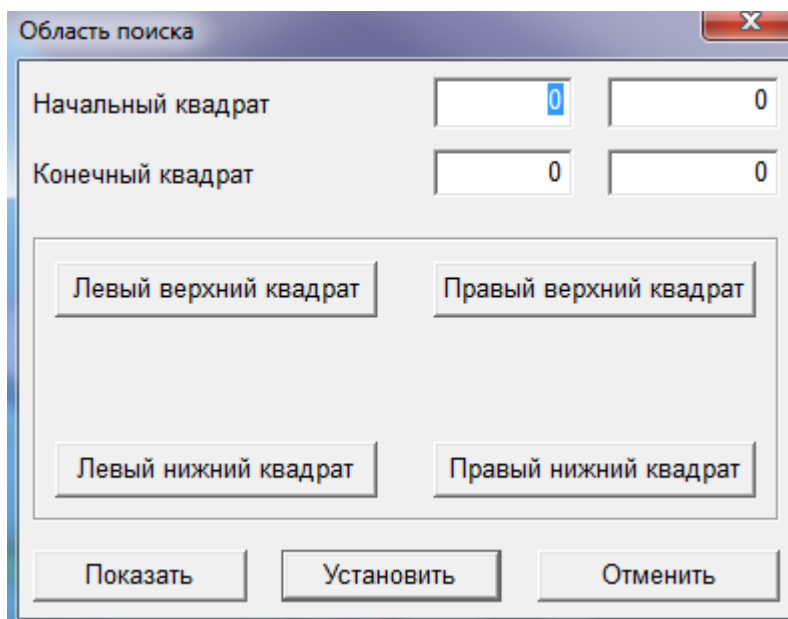 Область поиска
Начальный квадрат 0 0
Конечный квадрат 0 0
Левый верхний квадрат Правый верхний квадрат
Левый нижний квадрат Правый нижний квадрат
Показать Установить Отменить